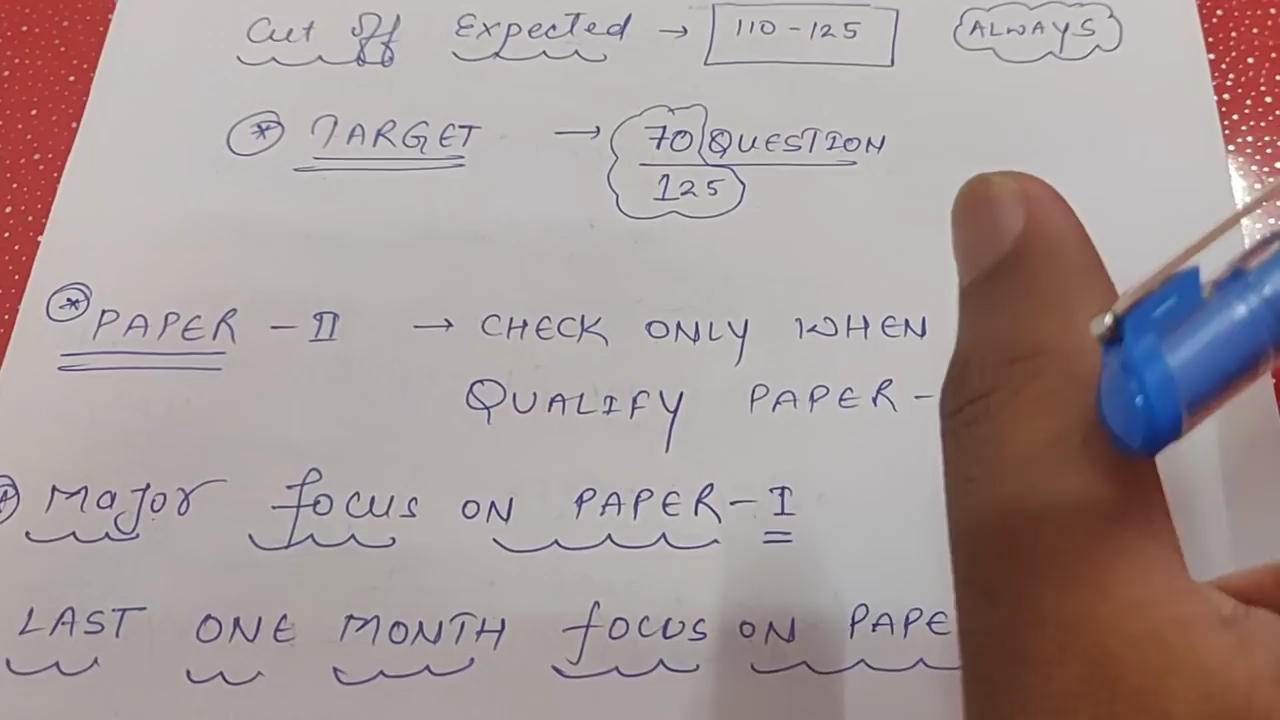 Cut Off Expected → 110-125 ALWAYS
* TARGET → 70 QUESTION
125
* PAPER - II → CHECK ONLY WHEN
QUALIFY PAPER -
Major focus ON PAPER - I
LAST ONE MONTH focus ON PAPE